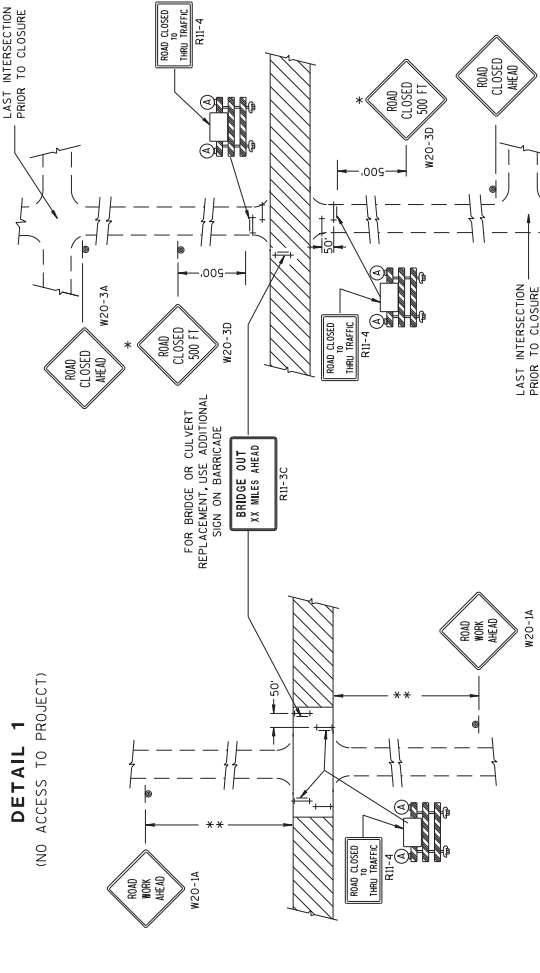 DETAIL 1
(NO ACCESS TO PROJECT)
ROAD
WORK
AHEAD
W20-1A
**
ROAD CLOSED
TO
THRU TRAFFIC
R11-4
A
A
50'
**
ROAD
WORK
AHEAD
W20-1A
FOR BRIDGE OR CULVERT
REPLACEMENT, USE ADDITIONAL
SIGN ON BARRICADE
BRIDGE OUT
XX MILES AHEAD
R11-3C
ROAD
CLOSED
AHEAD
W20-3A
*
ROAD
CLOSED
500 FT
W20-3D
500'
LAST INTERSECTION
PRIOR TO CLOSURE
ROAD CLOSED
TO
THRU TRAFFIC
R11-4
A
A
50'
ROAD CLOSED
TO
THRU TRAFFIC
R11-4
A
A
500'
*
ROAD
CLOSED
500 FT
W20-3D
ROAD
CLOSED
AHEAD
LAST INTERSECTION
PRIOR TO CLOSURE